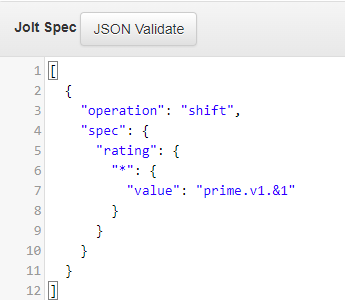 Jolt Spec JSON Validate
1 [
2 {
3 "operation": "shift",
4 "spec": {
5 "rating": {
6 "*": {
7 "value": "prime.v1.&1"
8 }
9 }
10 }
11 }
12 ]